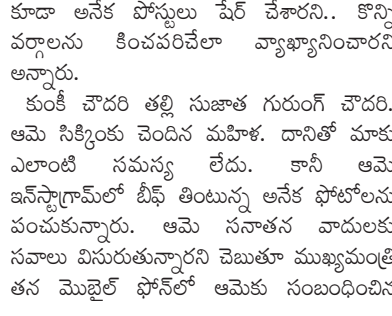 కూడా అనేక పోస్టులు షేర్ చేశారని.. కొన్ని
వర్గాలను కించపరిచేలా వ్యాఖ్యానించారని
అన్నారు.
కుంకీ చౌదరి తల్లి సుజాత గురుంగ్ చౌదరి.
ఆమె సిక్కింకు చెందిన మహిళ. దానితో మాకు
ఎలాంటి సమస్య లేదు. కానీ ఆమె
ఇన్‌స్టాగ్రామ్‌లో బీఫ్ తింటున్న అనేక ఫోటోలను
పంచుకున్నారు. ఆమె సనాతన వాదులకు
సవాలు విసురుతున్నారని చెబుతూ ముఖ్యమంత్రి
తన మొబైల్ ఫోన్‌లో ఆమెకు సంబంధించిన